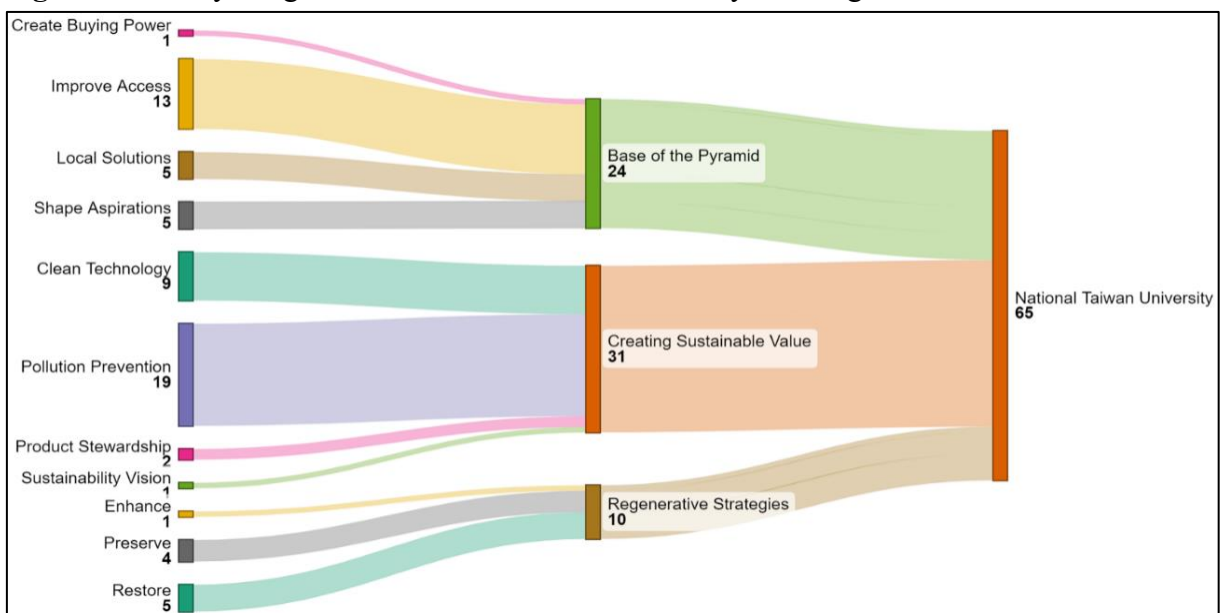 Create Buying Power
1
Improve Access
13
Local Solutions
5
Shape Aspirations
5
Clean Technology
9
Pollution Prevention
19
Product Stewardship
2
Sustainability Vision
1
Enhance
1
Preserve
4
Restore
5
Base of the Pyramid
24
Creating Sustainable Value
31
Regenerative Strategies
10
National Taiwan University
65